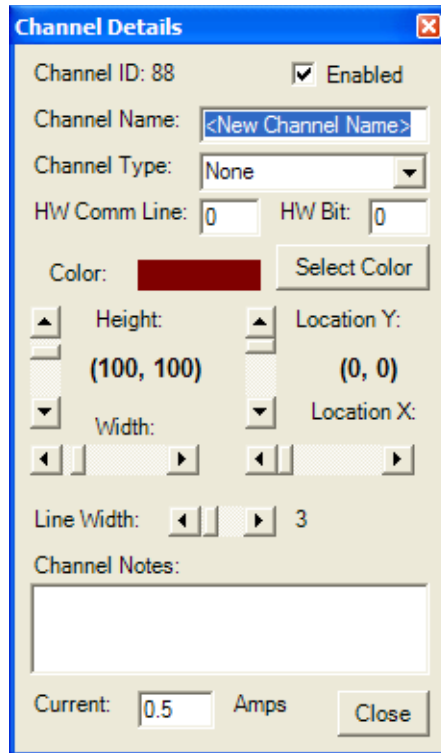 Channel Details
Channel ID: 88 Enabled
Channel Name: <New Channel Name>
Channel Type: None
HW Comm Line: 0 HW Bit: 0
Color: Select Color
Height: Location Y:
(100, 100) (0, 0)
Width: Location X:
Line Width: 3
Channel Notes:
Current: 0.5 Amps Close